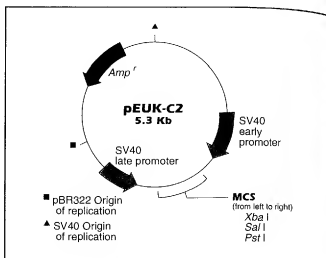 Amp r
pEUK-C2
5.3 Kb
SV40
early
promoter
SV40
late promoter
MCS
(from left to right)
Xba I
Sal I
Pst I
■ pBR322 Origin
of replication
▲ SV40 Origin
of replication